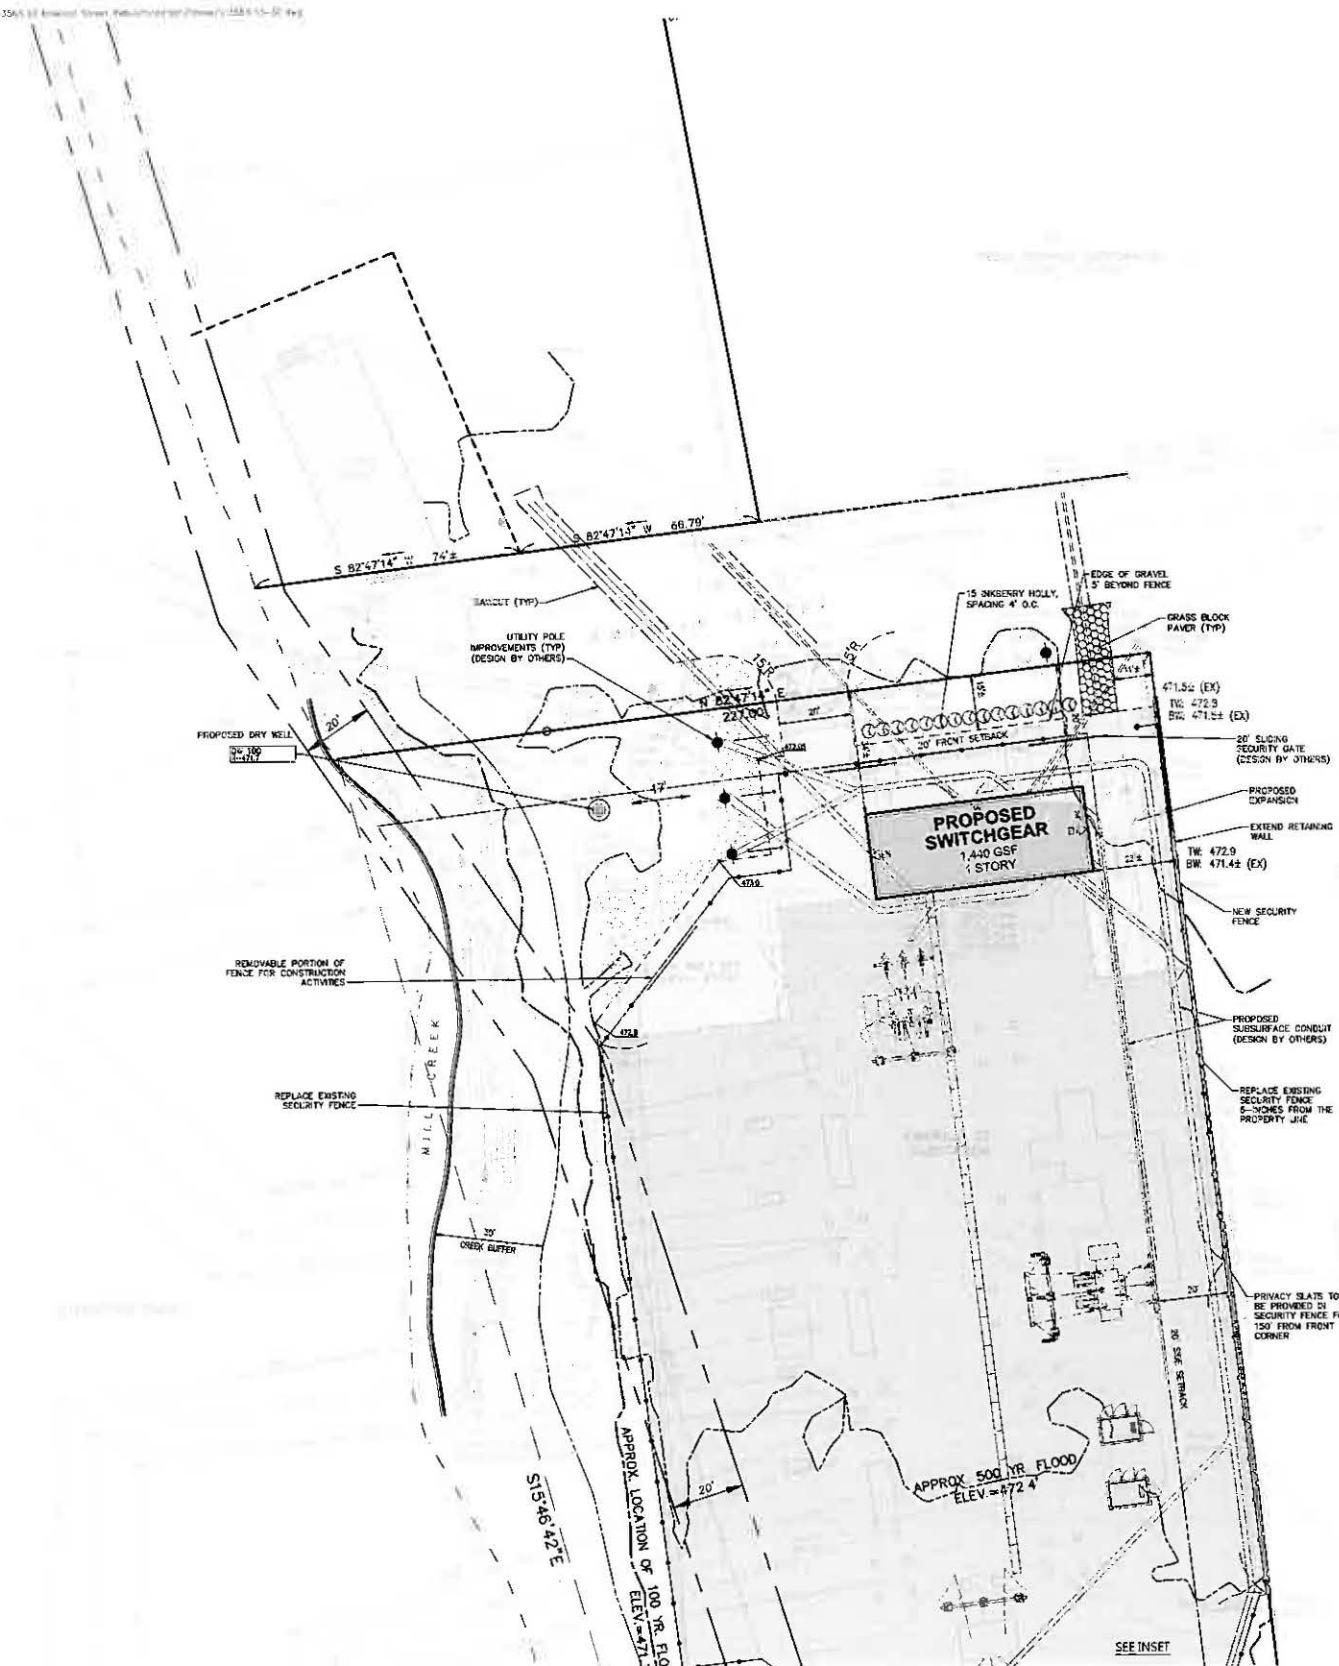 S 82°47'14" W 66.79'
S 82°47'14" W 74'±
EDGE OF GRAVEL
5' BEYOND FENCE
15 INKBERRY HOLLY,
SPACING 4' O.C.
GRASS BLOCK
PAVER (TYP)
UTILITY POLE
IMPROVEMENTS (TYP)
(DESIGN BY OTHERS)
15'R
5'R
N 82°47'14" E
227.00'
471.5± (EX)
TW: 472.9
BW: 471.5± (EX)
20'
PROPOSED DRY WELL
20' FRONT SETBACK
20' SLIDING
SECURITY GATE
(DESIGN BY OTHERS)
17'
PROPOSED
EXPANSION
PROPOSED
SWITCHGEAR
1,440 GSF
1 STORY
EXTEND RETAINING
WALL
TW: 472.9
BW: 471.4± (EX)
22'±
NEW SECURITY
FENCE
REMOVABLE PORTION OF
FENCE FOR CONSTRUCTION
ACTIVITIES
PROPOSED
SUBSURFACE CONDUIT
(DESIGN BY OTHERS)
MILL CREEK
REPLACE EXISTING
SECURITY FENCE
REPLACE EXISTING
SECURITY FENCE
6-INCHES FROM THE
PROPERTY LINE
CREEK BUFFER
20'
PRIVACY SLATS TO
BE PROVIDED IN
SECURITY FENCE F
150' FROM FRONT
CORNER
20' SIDE SETBACK
APPROX 500 YR FLOOD
ELEV.=472.4'
20'
S15°46'42"E
APPROX. LOCATION OF 100 YR. FLO
ELEV.=471.
SEE INSET